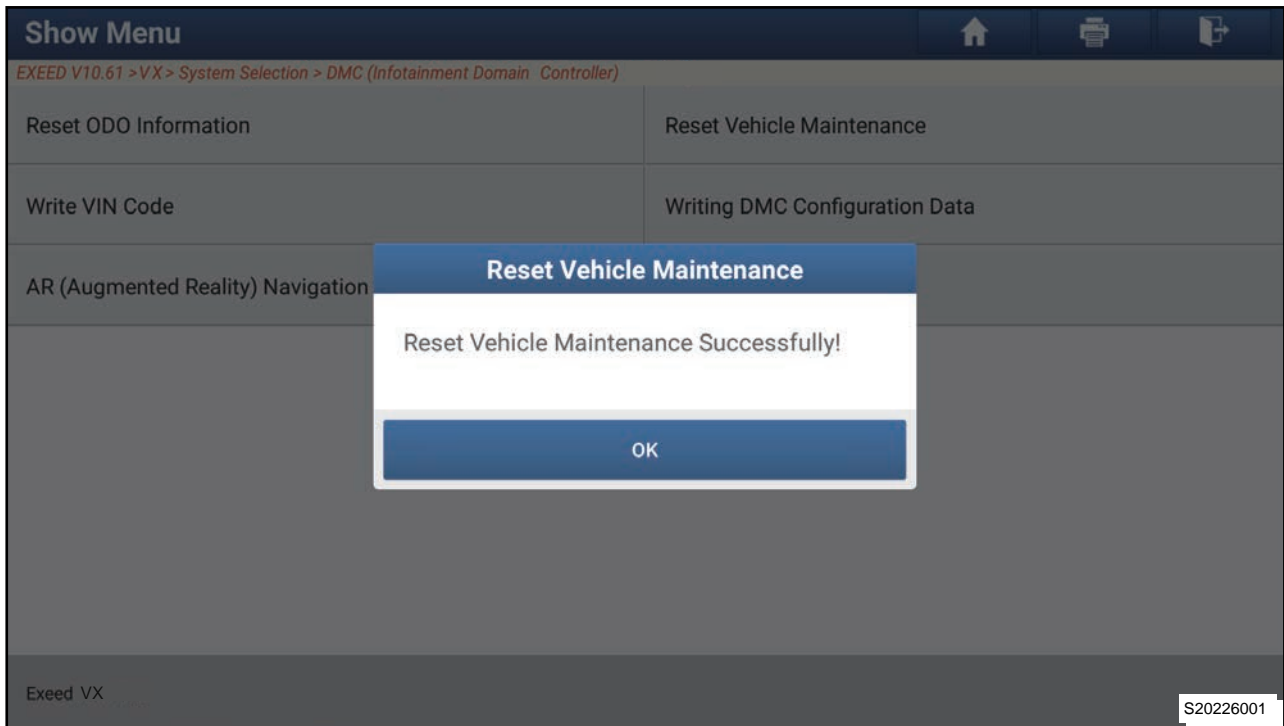 Show Menu
EXEED V10.61 >VX> System Selection > DMC (Infotainment Domain Controller)
Reset ODO Information
Reset Vehicle Maintenance
Write VIN Code
Writing DMC Configuration Data
AR (Augmented Reality) Navigation
Reset Vehicle Maintenance
Reset Vehicle Maintenance Successfully!
OK
Exeed VX
S20226001